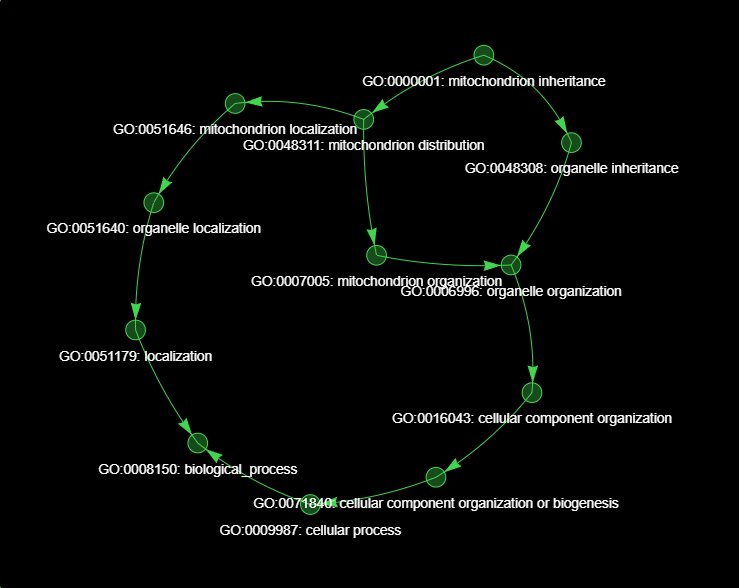 GO:0000001: mitochondrion inheritance
GO:0051646: mitochondrion localization
GO:0048311: mitochondrion distribution
GO:0048308: organelle inheritance
GO:0051640: organelle localization
GO:0007005: mitochondrion organization
GO:0006996: organelle organization
GO:0051179: localization
GO:0016043: cellular component organization
GO:0008150: biological_process
GO:0071840: cellular component organization or biogenesis
GO:0009987: cellular process